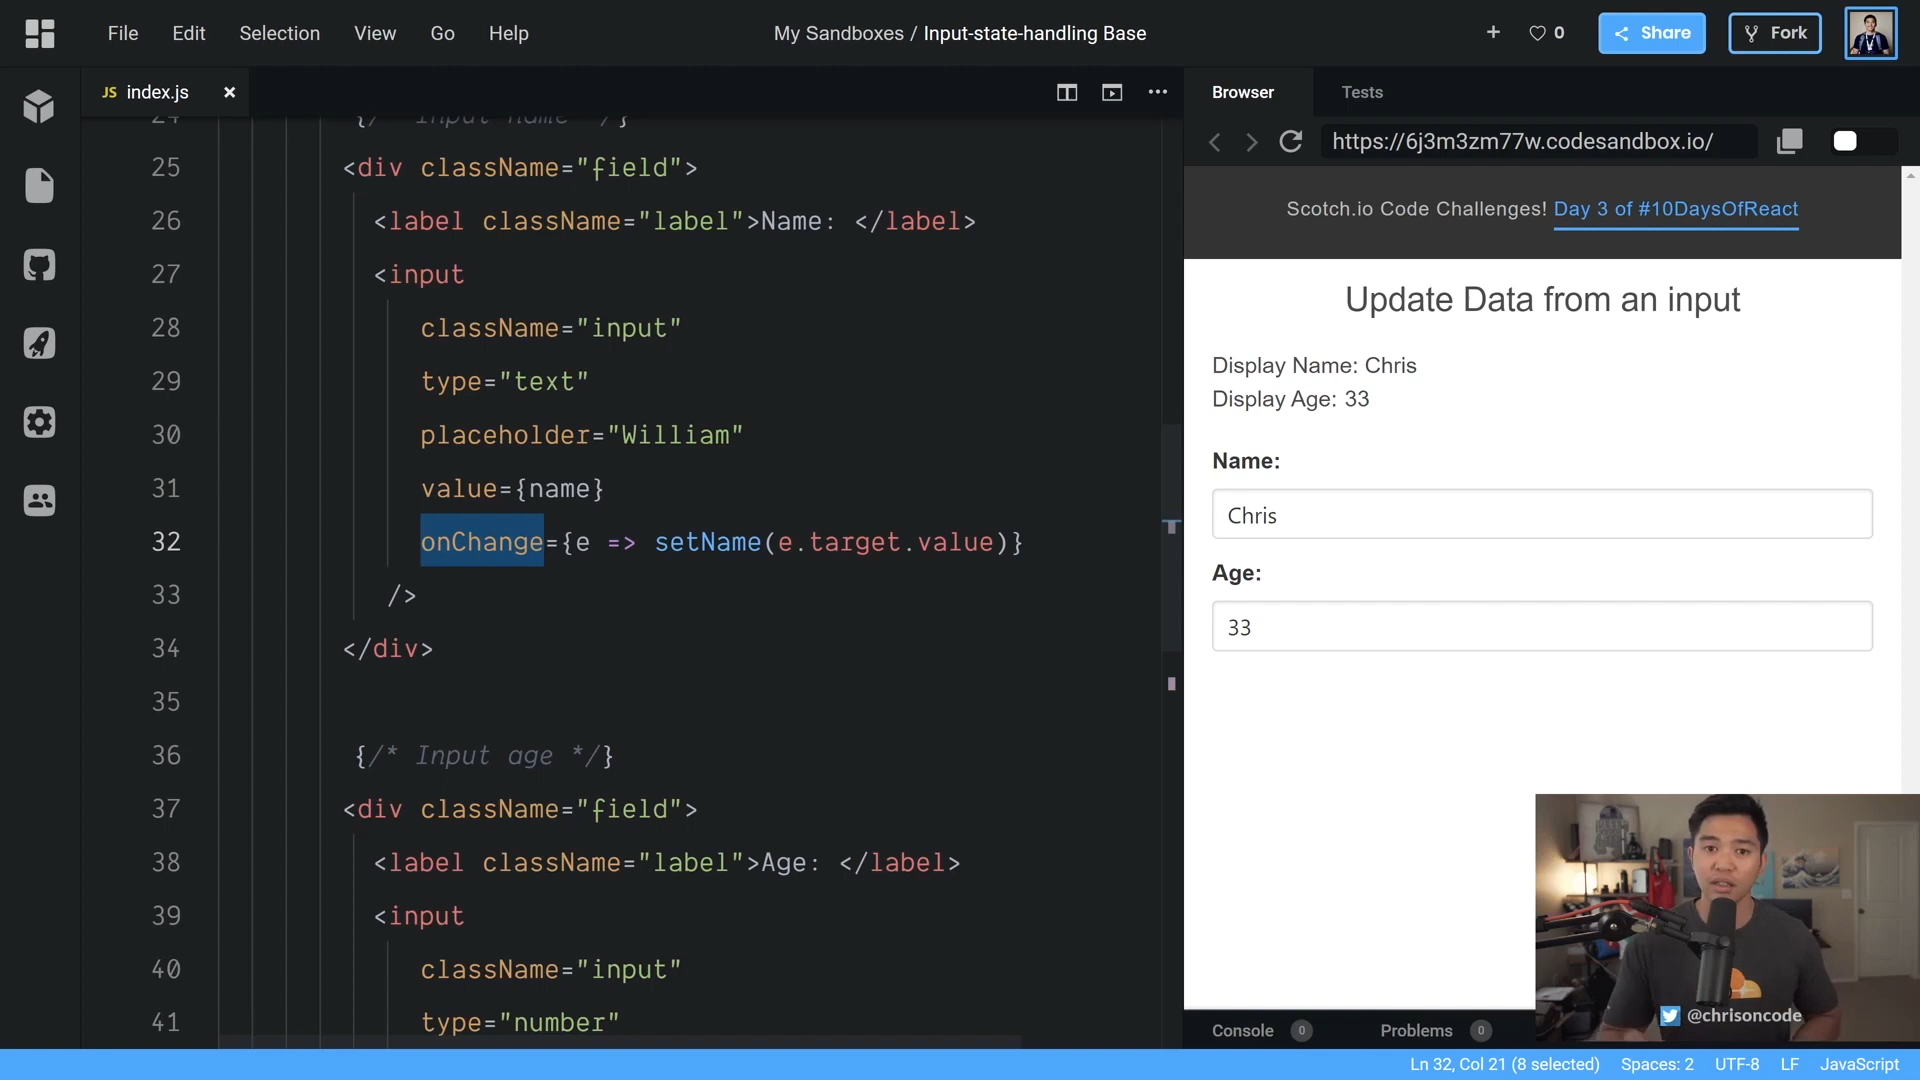 File Edit Selection View Go Help
My Sandboxes / Input-state-handling Base
+ 0 Share Fork
JS index.js ×
Browser Tests
https://6j3m3zm77w.codesandbox.io/
24 {/* Input name */}
25 <div className="field">
26 <label className="label">Name: </label>
27 <input
28 className="input"
29 type="text"
30 placeholder="William"
31 value={name}
32 onChange={e => setName(e.target.value)}
33 />
34 </div>
35
36 {/* Input age */}
37 <div className="field">
38 <label className="label">Age: </label>
39 <input
40 className="input"
41 type="number"
Scotch.io Code Challenges! Day 3 of #10DaysOfReact
Update Data from an input
Display Name: Chris
Display Age: 33
Name:
Chris
Age:
33
@chrisoncode
Console 0 Problems 0
Ln 32, Col 21 (8 selected) Spaces: 2 UTF-8 LF JavaScript